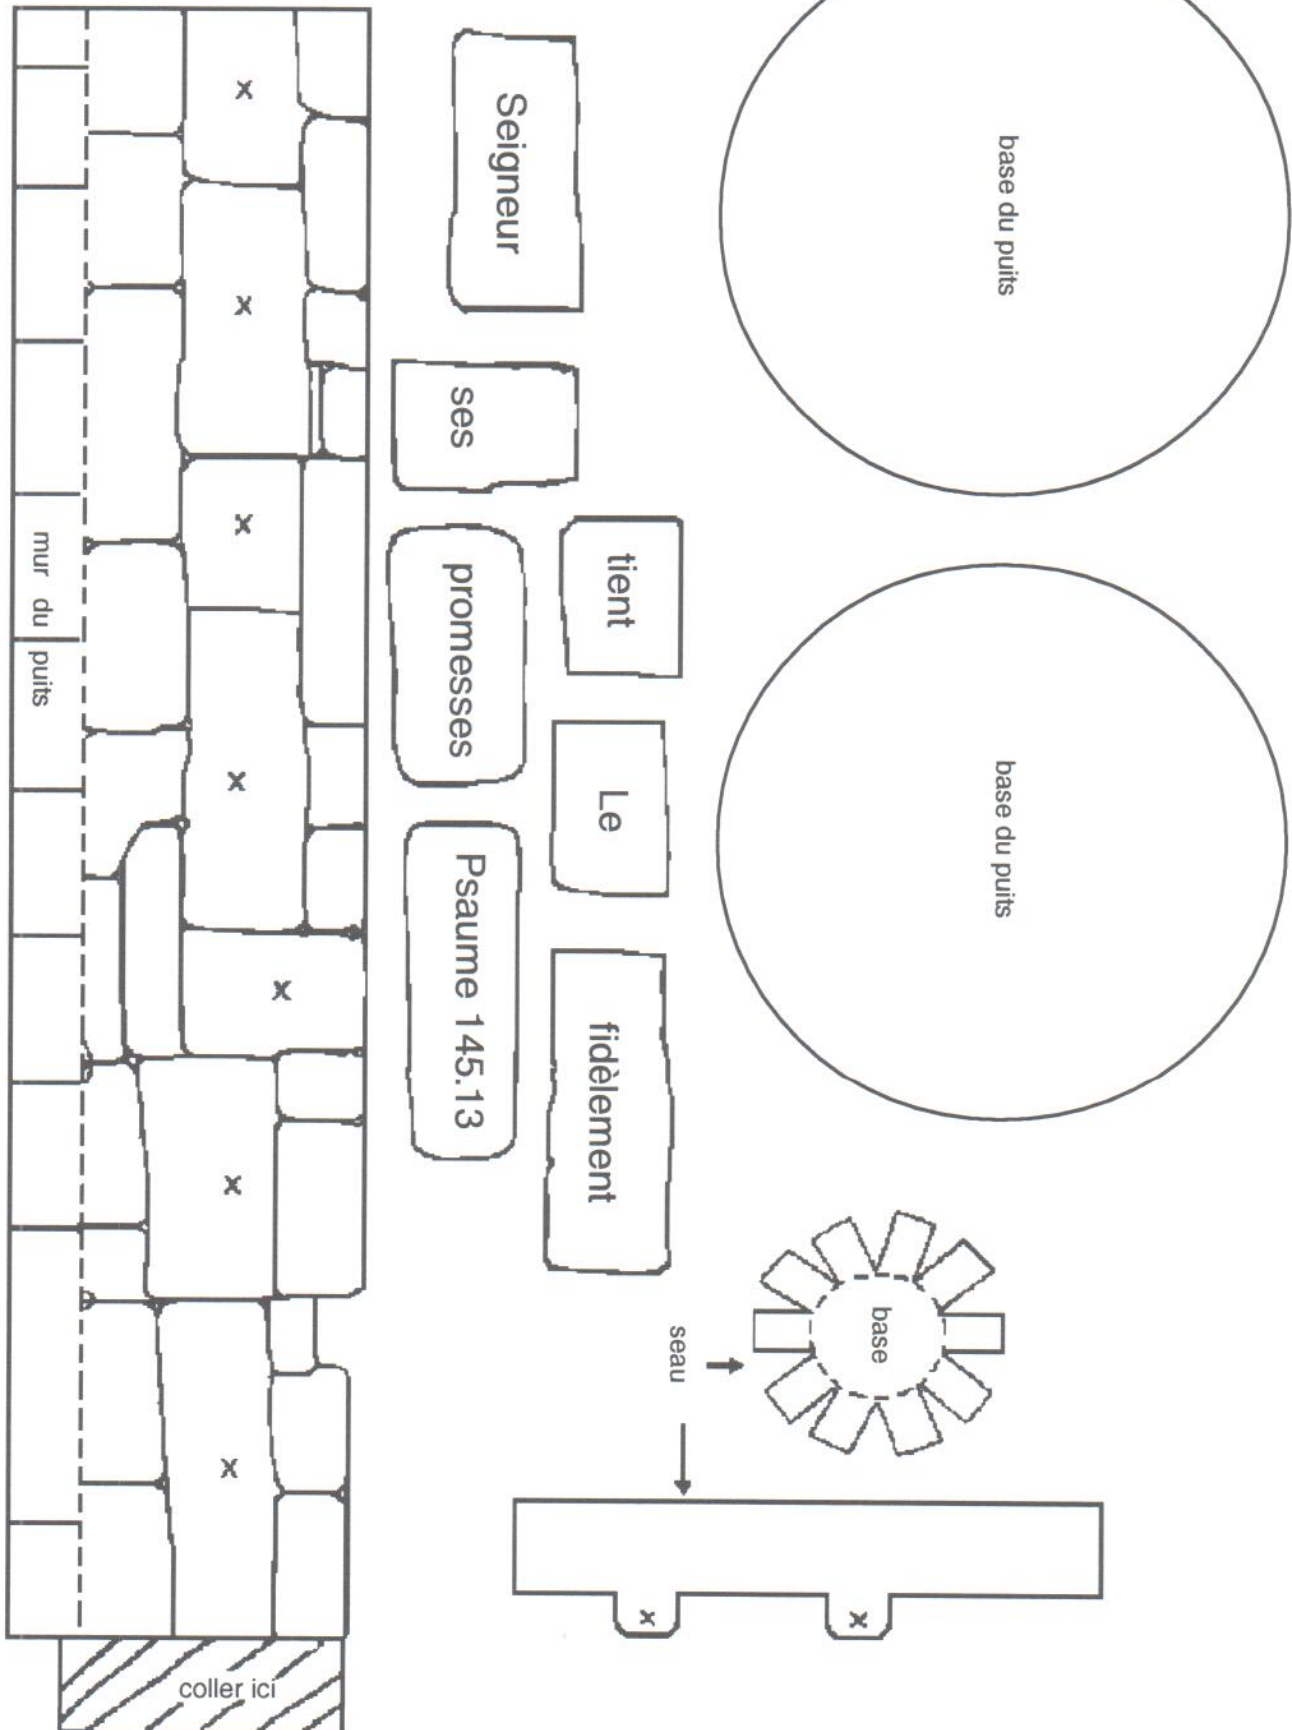 base du puits
base du puits
Seigneur
ses
tient
promesses
Le
Psaume 145.13
fidèlement
mur du puits
x
x
x
x
x
x
x
base
seau
x
x
coller ici